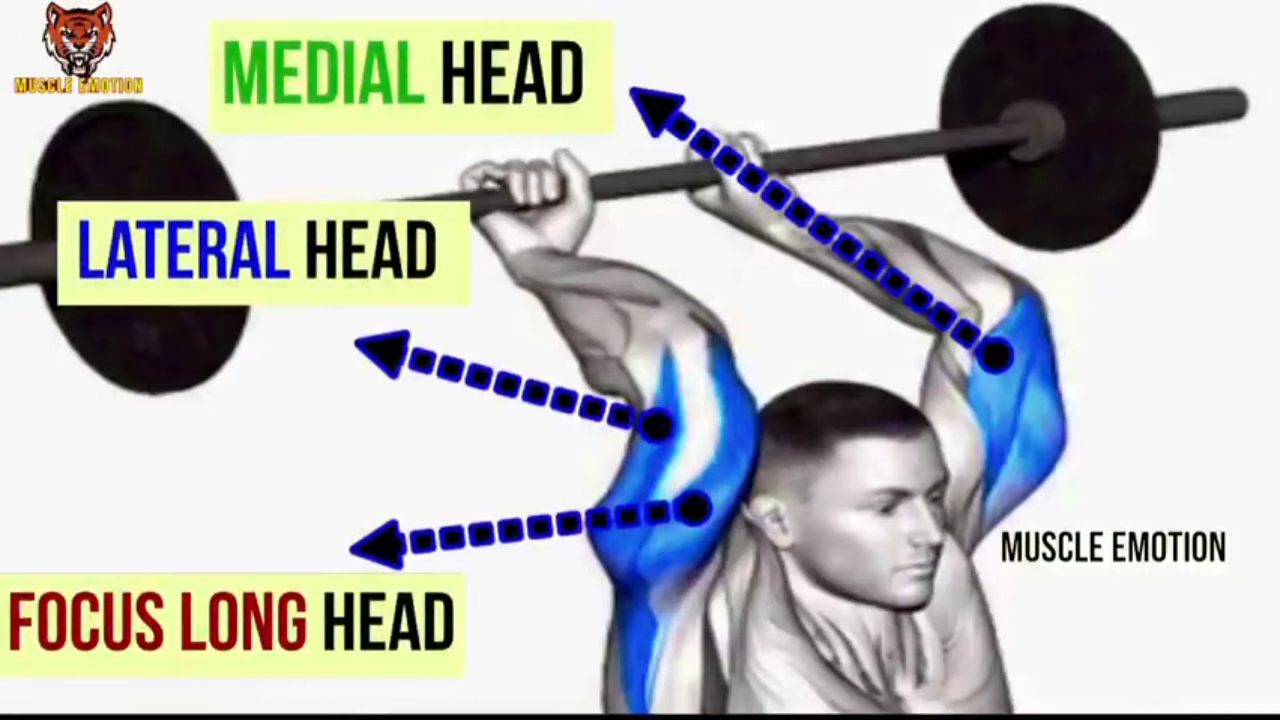 MUSCLE EMOTION
MEDIAL HEAD
LATERAL HEAD
MUSCLE EMOTION
FOCUS LONG HEAD